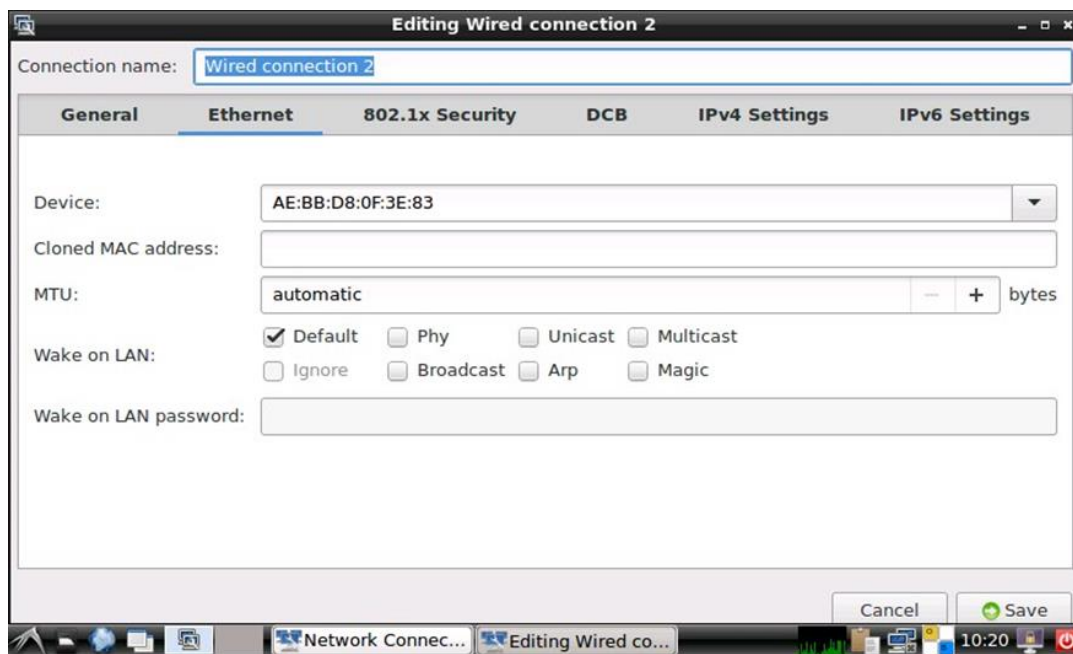 Editing Wired connection 2
Connection name: Wired connection 2
General Ethernet 802.1x Security DCB IPv4 Settings IPv6 Settings
Device: AE:BB:D8:0F:3E:83
Cloned MAC address:
MTU: automatic bytes
Default Phy Unicast Multicast
Wake on LAN:
Ignore Broadcast Arp Magic
Wake on LAN password:
Cancel Save
Network Connec... Editing Wired co... 10:20